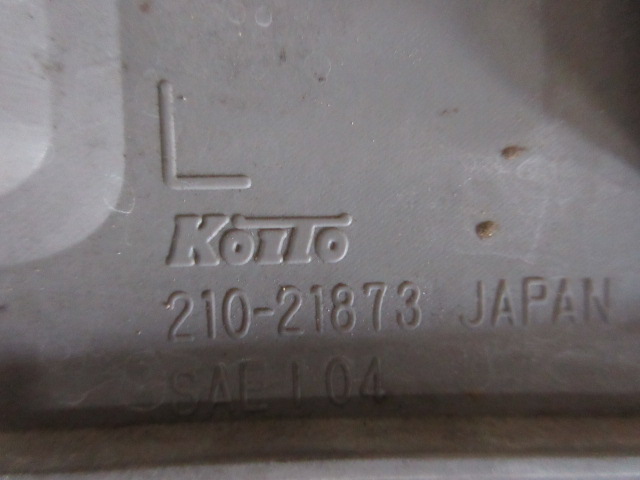 L
KOITO
210-21873 JAPAN
SAE I 04